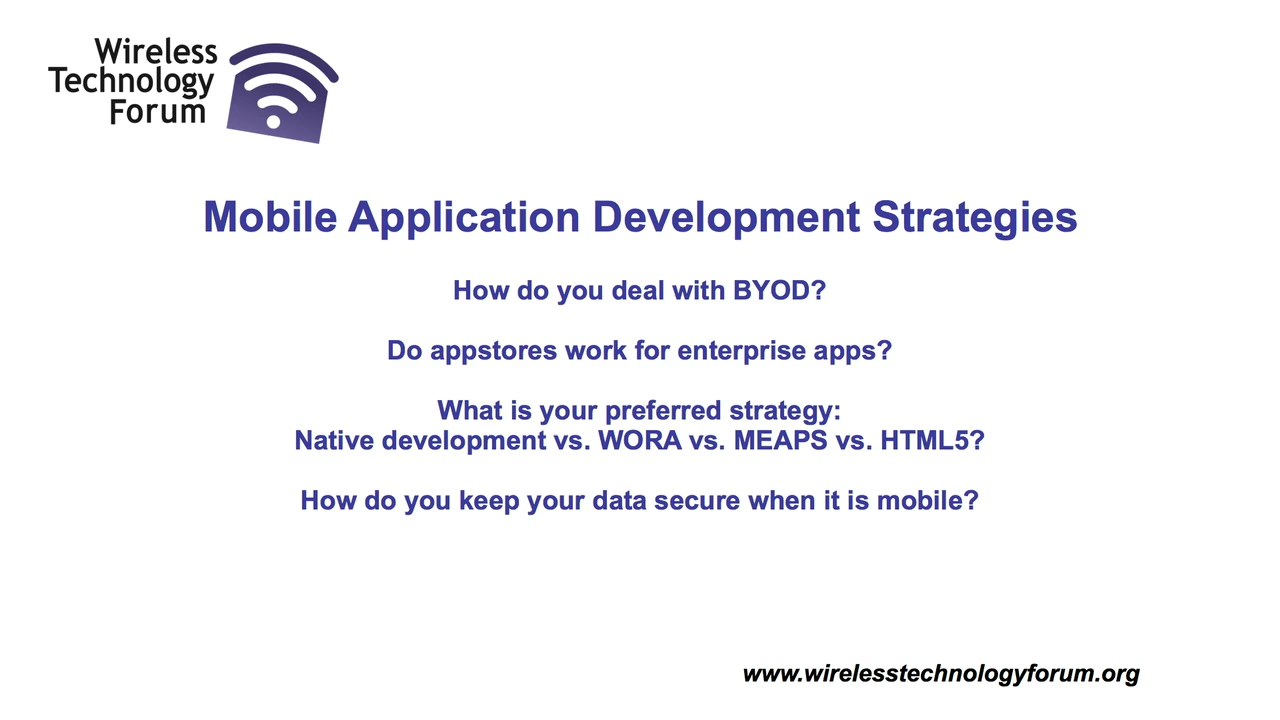 Wireless
Technology
Forum
Mobile Application Development Strategies
How do you deal with BYOD?
Do appstores work for enterprise apps?
What is your preferred strategy:
Native development vs. WORA vs. MEAPS vs. HTML5?
How do you keep your data secure when it is mobile?
www.wirelesstechnologyforum.org